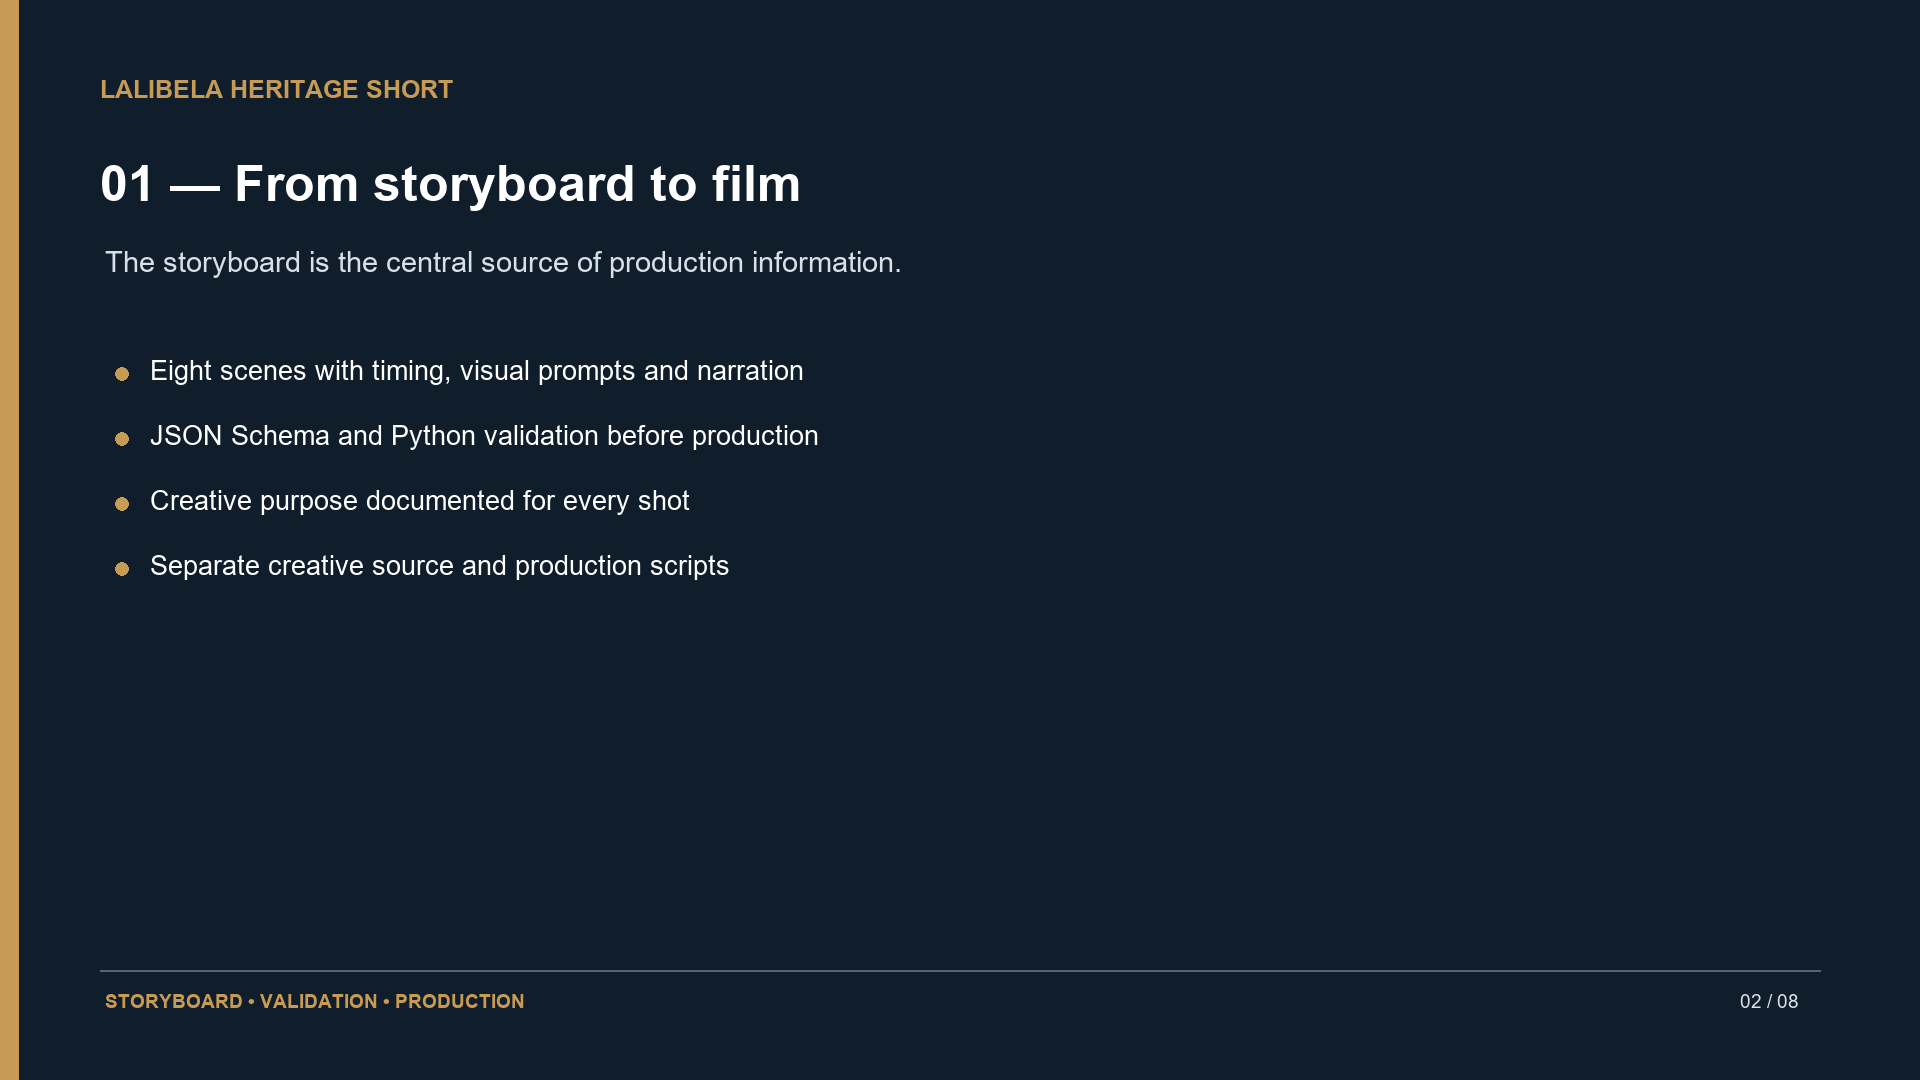 LALIBELA HERITAGE SHORT
01 — From storyboard to film
The storyboard is the central source of production information.
Eight scenes with timing, visual prompts and narration
JSON Schema and Python validation before production
Creative purpose documented for every shot
Separate creative source and production scripts
STORYBOARD • VALIDATION • PRODUCTION
02 / 08